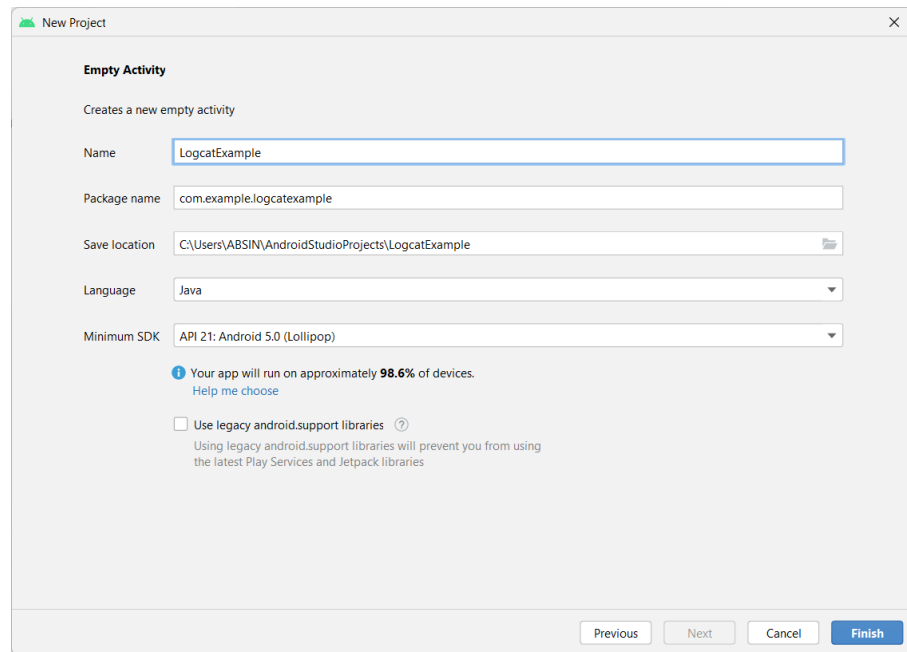 New Project
Empty Activity
Creates a new empty activity
Name LogcatExample
Package name com.example.logcatexample
Save location C:\Users\ABSIN\AndroidStudioProjects\LogcatExample
Language Java
Minimum SDK API 21: Android 5.0 (Lollipop)
Your app will run on approximately 98.6% of devices.
Help me choose
Use legacy android.support libraries ?
Using legacy android.support libraries will prevent you from using
the latest Play Services and Jetpack libraries
Previous Next Cancel Finish